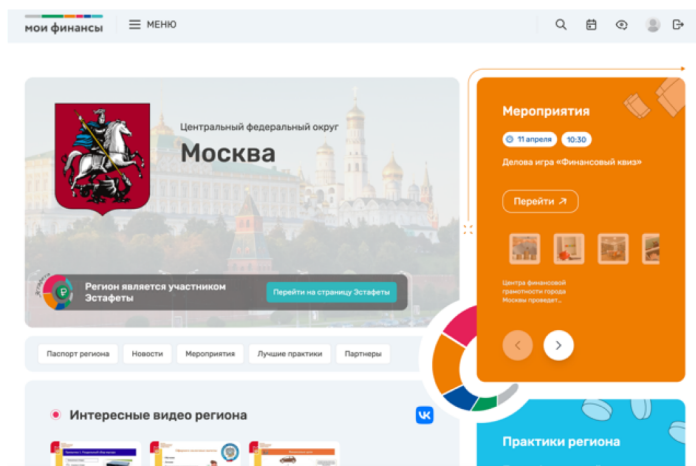 мои финансы
МЕНЮ
Центральный федеральный округ
Москва
Регион является участником
Эстафеты
Перейти на страницу Эстафеты
Мероприятия
11 апреля
10:30
Делова игра «Финансовый квиз»
Перейти
Центра финансовой
грамотности города
Москвы проведет...
Паспорт региона
Новости
Мероприятия
Лучшие практики
Партнеры
Интересные видео региона
Практики региона